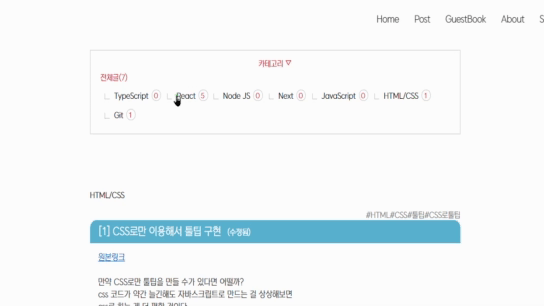 Home Post GuestBook About S
카테고리 ▽
전체글(7)
TypeScript 0 React 5 Node JS 0 Next 0 JavaScript 0 HTML/CSS 1
Git 1
HTML/CSS
#HTML#CSS#툴팁#CSS로툴팁
[1] CSS로만 이용해서 툴팁 구현 (수정됨)
원본링크
만약 CSS로만 툴팁을 만들 수가 있다면 어떨까?
css 코드가 약간 늘긴해도 자바스크립트로 만드는 걸 상상해보면